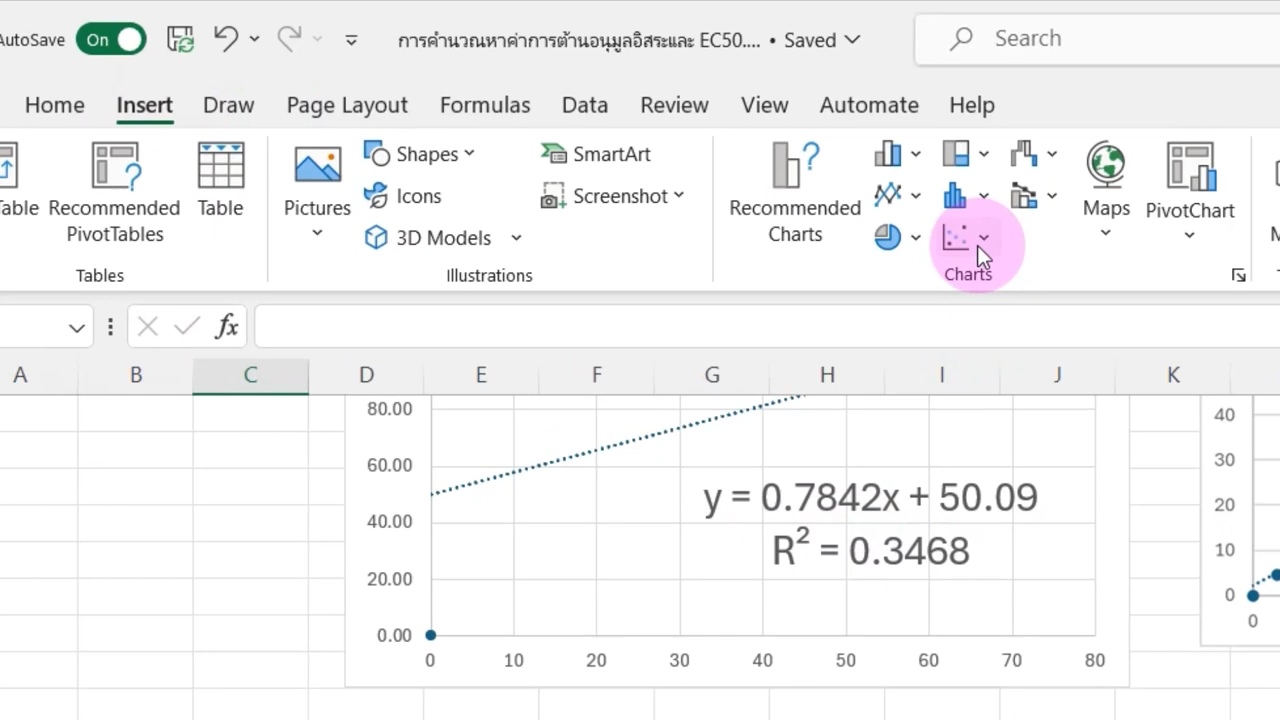 AutoSave On การคำนวณหาค่าการต้านอนุมูลอิสระและ EC50.... • Saved Search
Home Insert Draw Page Layout Formulas Data Review View Automate Help
Table Recommended PivotTables Table Pictures Shapes SmartArt Recommended Charts Maps PivotChart
Icons Screenshot
3D Models
Tables Illustrations Charts
fx
A B C D E F G H I J K
80.00
60.00
40.00
20.00
0.00
y = 0.7842x + 50.09
R² = 0.3468
0 10 20 30 40 50 60 70 80
40
30
20
10
0
0